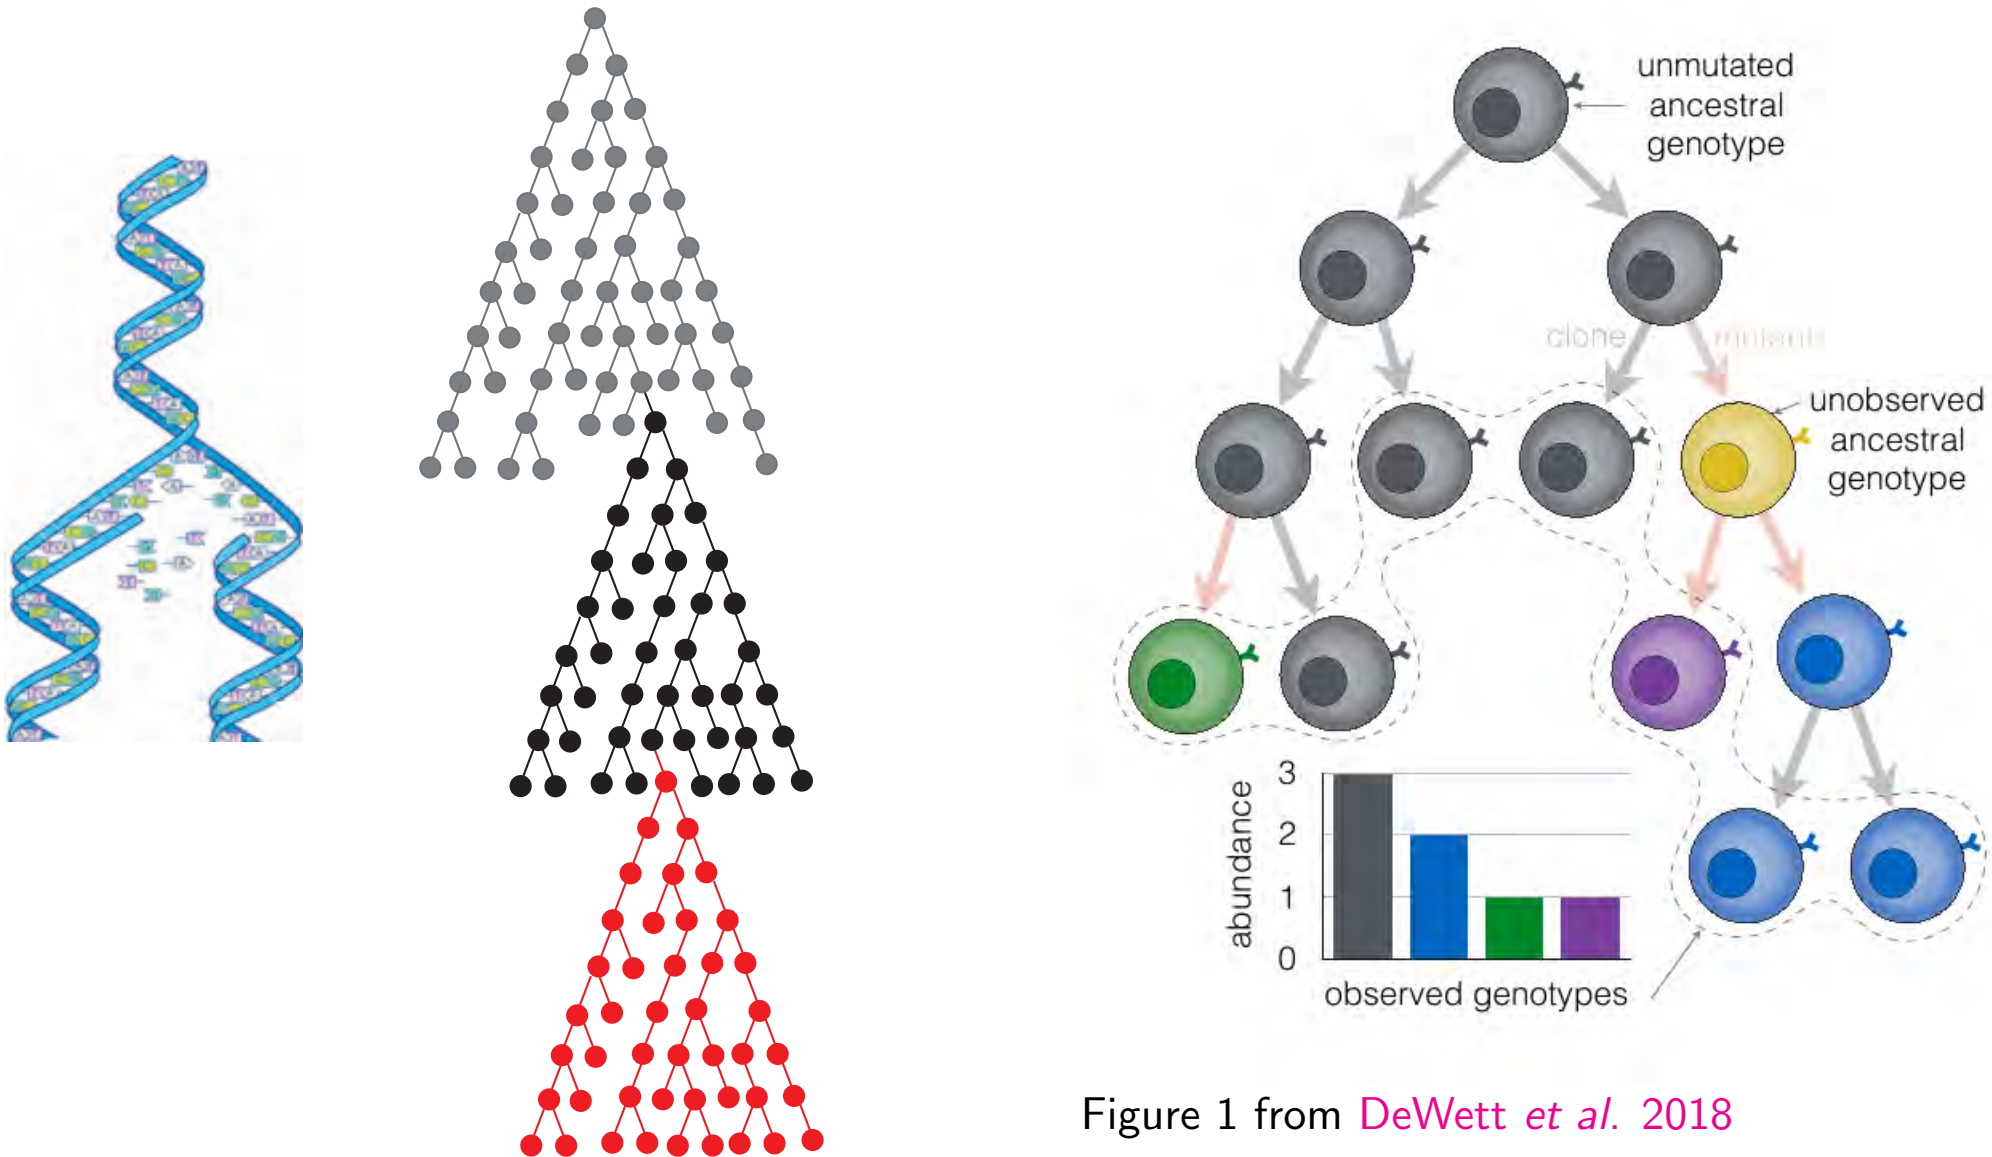 unmutated
ancestral
genotype
clone
mutant
unobserved
ancestral
genotype
3
2
1
0
abundance
observed genotypes
Figure 1 from DeWett et al. 2018